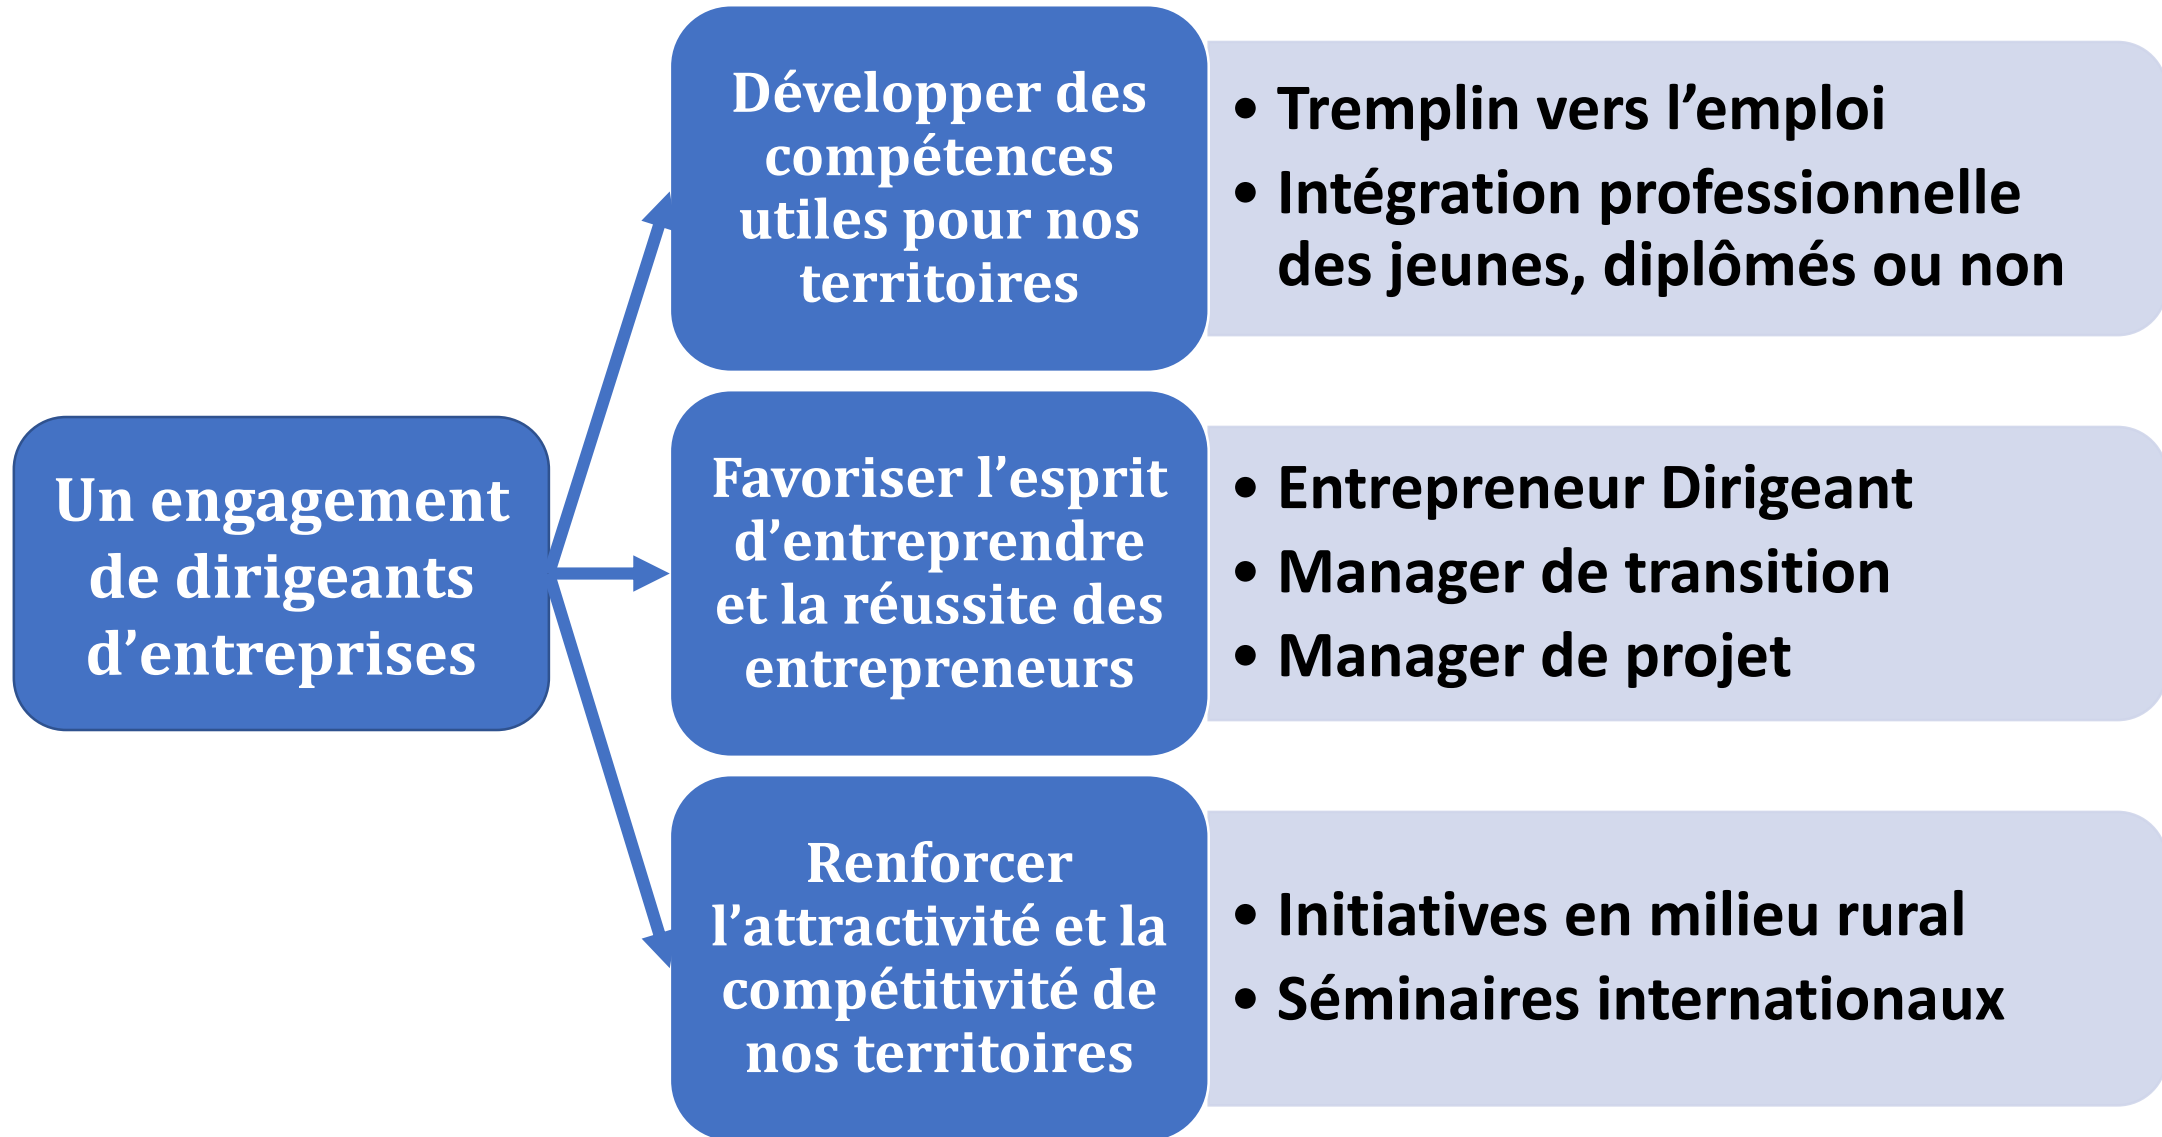 Un engagement
de dirigeants
d’entreprises
Développer des
compétences
utiles pour nos
territoires
• Tremplin vers l’emploi
• Intégration professionnelle
des jeunes, diplômés ou non
Favoriser l’esprit
d’entreprendre
et la réussite des
entrepreneurs
• Entrepreneur Dirigeant
• Manager de transition
• Manager de projet
Renforcer
l’attractivité et la
compétitivité de
nos territoires
• Initiatives en milieu rural
• Séminaires internationaux